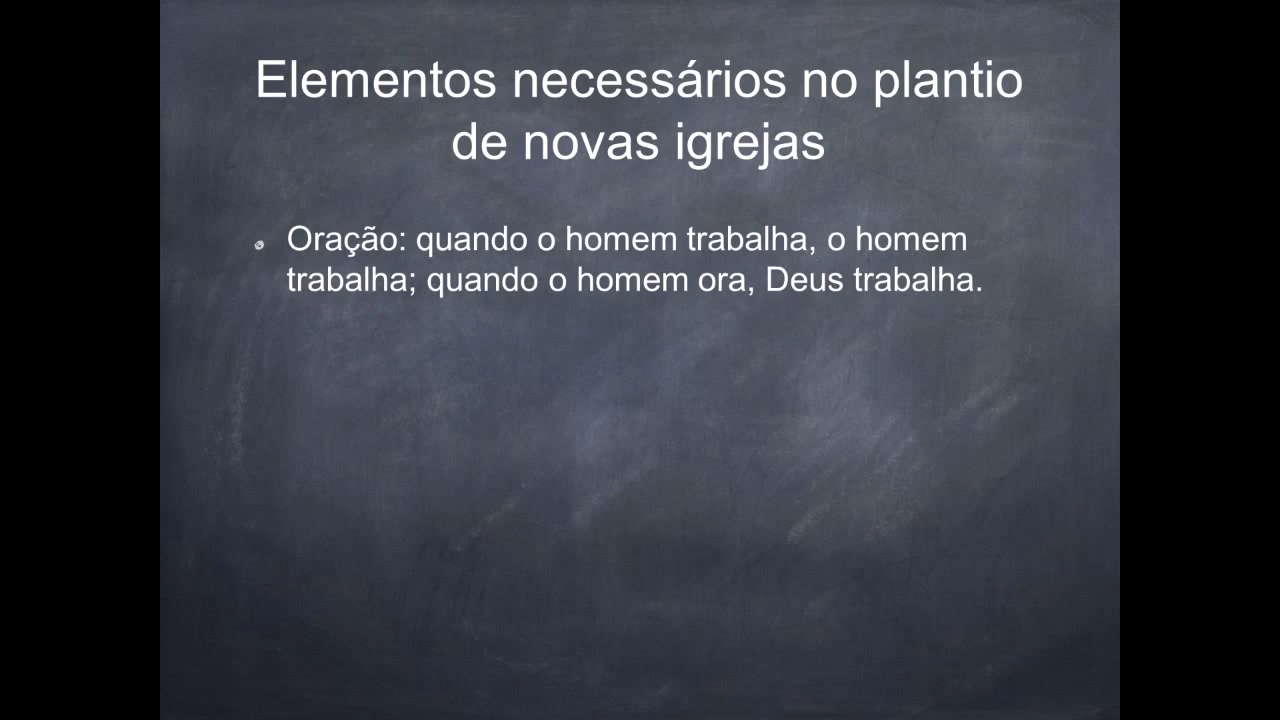 Elementos necessários no plantio
de novas igrejas
Oração: quando o homem trabalha, o homem
trabalha; quando o homem ora, Deus trabalha.